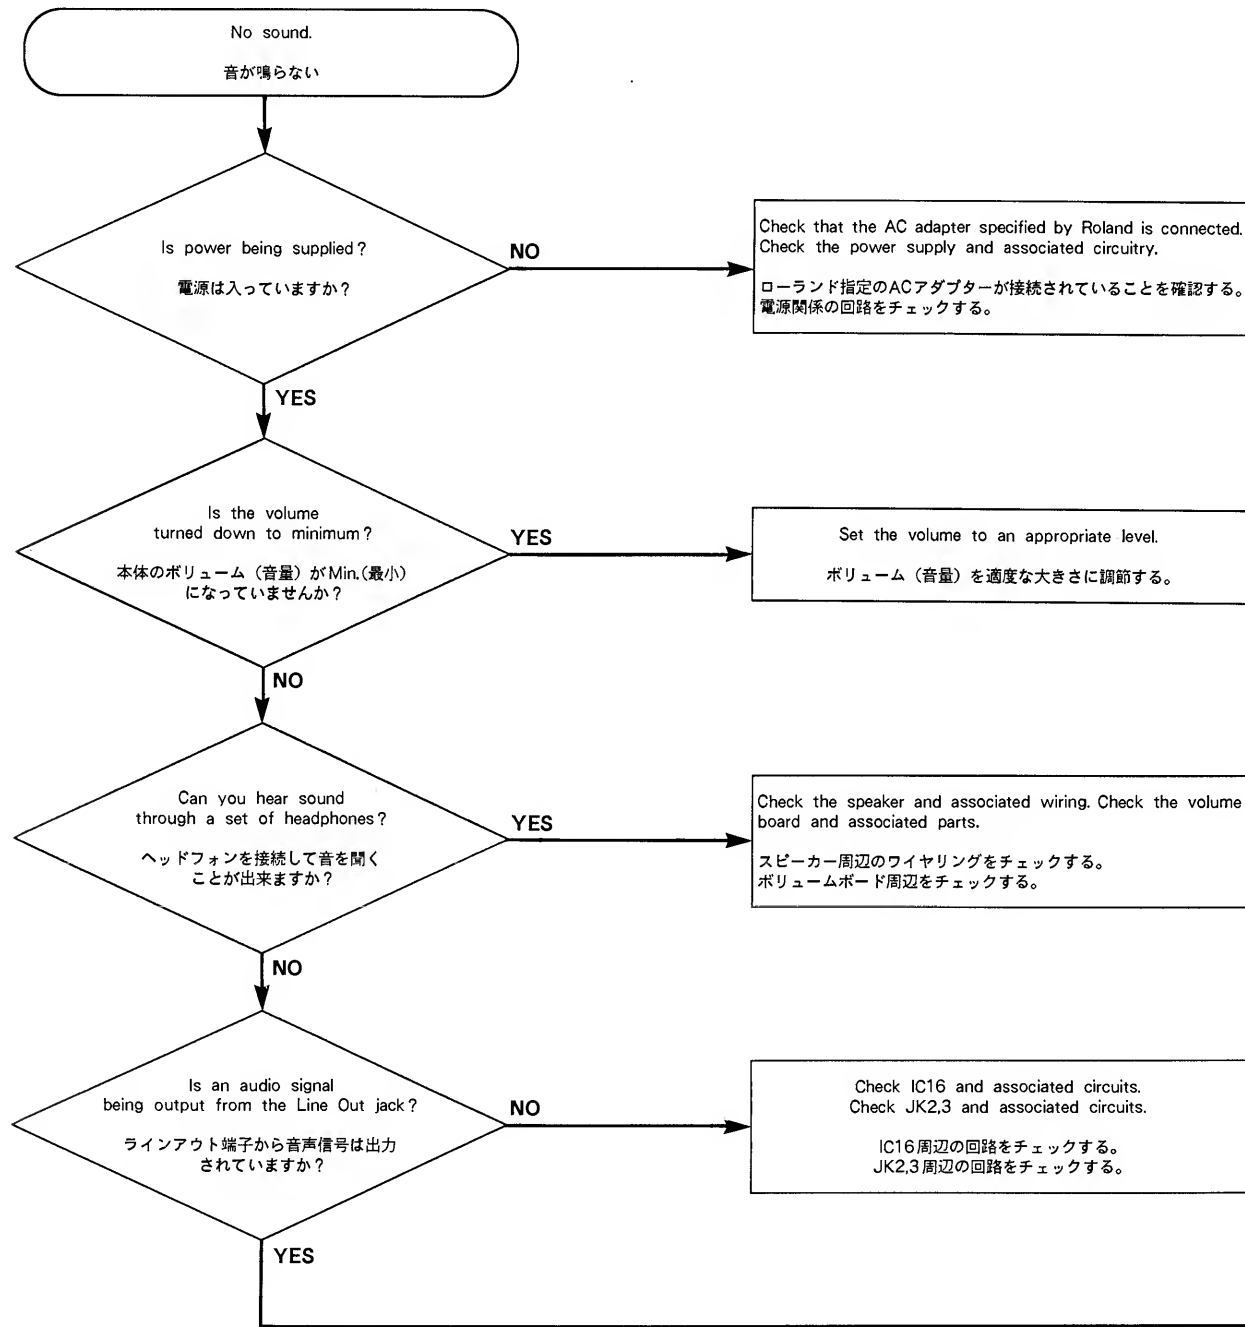 No sound.
音が鳴らない
Is power being supplied?
電源は入っていますか?
NO
Check that the AC adapter specified by Roland is connected.
Check the power supply and associated circuitry.
ローランド指定のACアダプターが接続されていることを確認する。
電源関係の回路をチェックする。
YES
Is the volume
turned down to minimum?
本体のボリューム（音量）がMin.(最小)
になっていませんか?
YES
Set the volume to an appropriate level.
ボリューム（音量）を適度な大きさに調節する。
NO
Can you hear sound
through a set of headphones?
ヘッドフォンを接続して音を聞く
ことが出来ますか?
YES
Check the speaker and associated wiring. Check the volume
board and associated parts.
スピーカー周辺のワイヤリングをチェックする。
ボリュームボード周辺をチェックする。
NO
Is an audio signal
being output from the Line Out jack?
ラインアウト端子から音声信号は出力
されていますか?
NO
Check IC16 and associated circuits.
Check JK2,3 and associated circuits.
IC16周辺の回路をチェックする。
JK2,3周辺の回路をチェックする。
YES